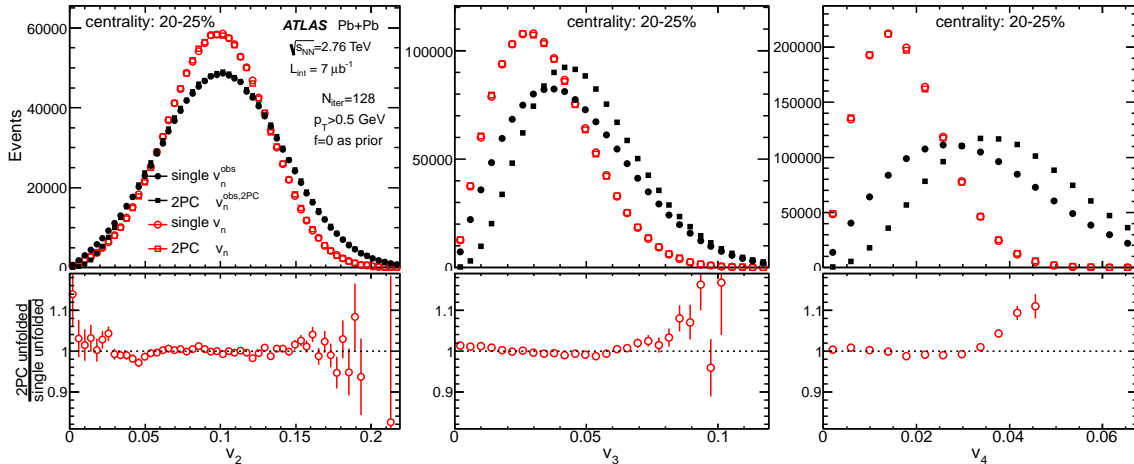 centrality: 20-25%
ATLAS Pb+Pb
√sNN=2.76 TeV
Lint = 7 μb-1
Niter=128
pT>0.5 GeV
f=0 as prior
single vnobs
2PC vnobs,2PC
single vn
2PC vn
Events
60000
50000
40000
20000
0
2PC unfolded
single unfolded
1.1
1
0.9
0 0.05 0.1 0.15 0.2
v2
centrality: 20-25%
100000
50000
0
1.1
1
0.9
0 0.05 0.1
v3
centrality: 20-25%
200000
150000
100000
50000
0
1.1
1
0.9
0 0.02 0.04 0.06
v4